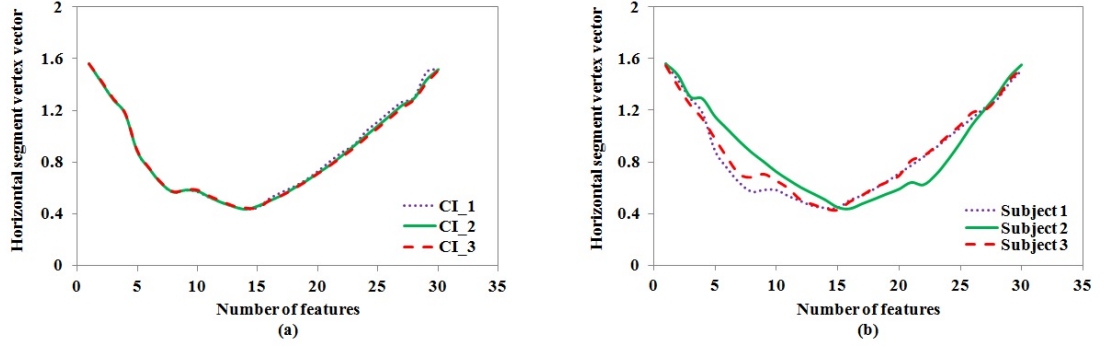 Horizontal segment vertex vector
2
1.6
1.2
0.8
0.4
0
0 5 10 15 20 25 30 35
CI_1
CI_2
CI_3
Number of features
(a)
Horizontal segment vertex vector
2
1.6
1.2
0.8
0.4
0
0 5 10 15 20 25 30 35
Subject 1
Subject 2
Subject 3
Number of features
(b)